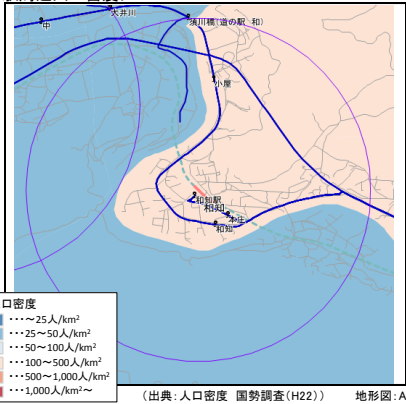 大井川
中
須川橋(道の駅 和)
小屋
和知駅
和知
本庄
和知
口密度
･･･～25人/km²
･･･25～50人/km²
･･･50～100人/km²
･･･100～500人/km²
･･･500～1,000人/km²
･･･1,000人/km²～
(出典:人口密度 国勢調査(H22)) 地形図:A